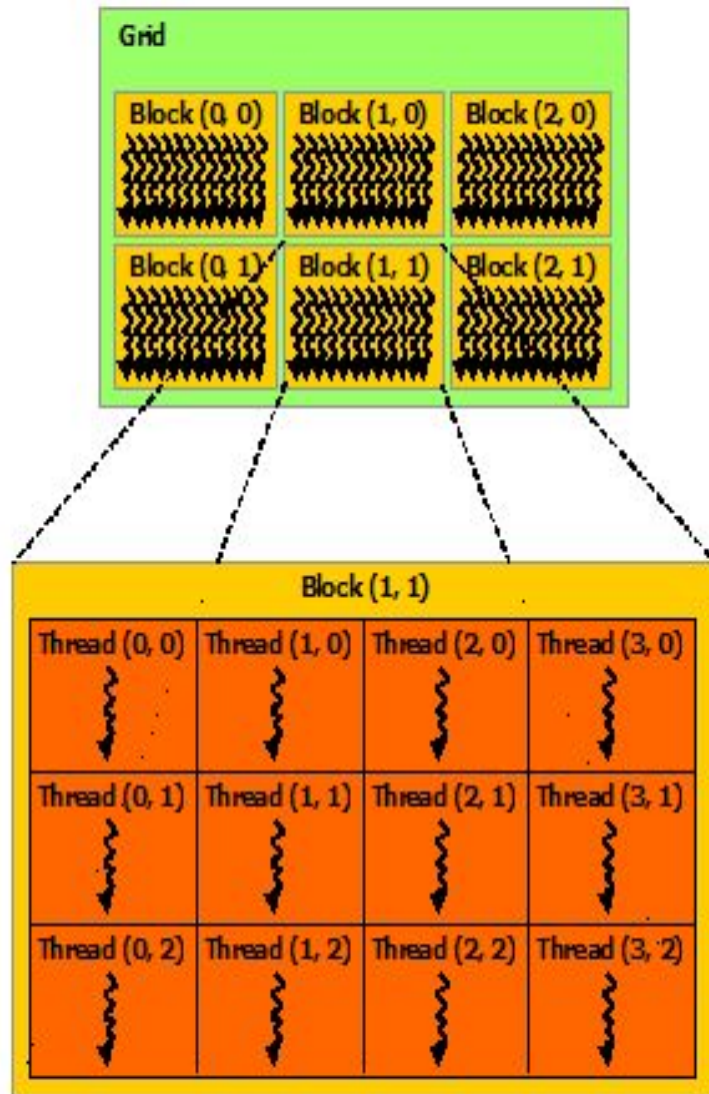 Grid
Block (0, 0) Block (1, 0) Block (2, 0)
Block (0, 1) Block (1, 1) Block (2, 1)
Block (1, 1)
Thread (0, 0) Thread (1, 0) Thread (2, 0) Thread (3, 0)
Thread (0, 1) Thread (1, 1) Thread (2, 1) Thread (3, 1)
Thread (0, 2) Thread (1, 2) Thread (2, 2) Thread (3, 2)